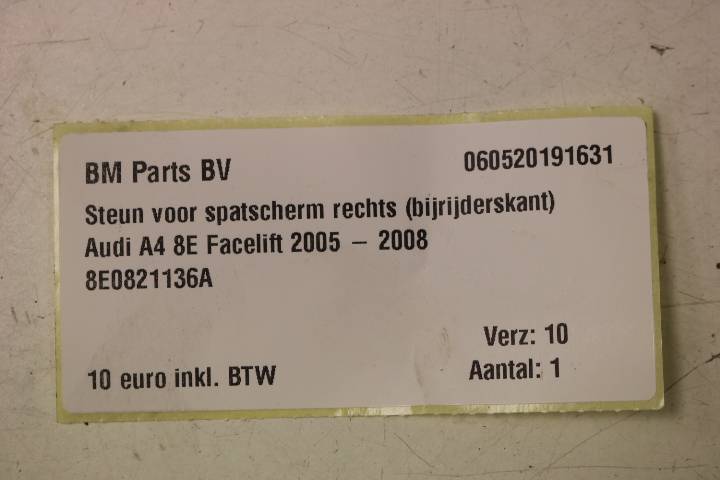 BM Parts BV 060520191631
Steun voor spatscherm rechts (bijrijderskant)
Audi A4 8E Facelift 2005 – 2008
8E0821136A
Verz: 10
10 euro inkl. BTW Aantal: 1